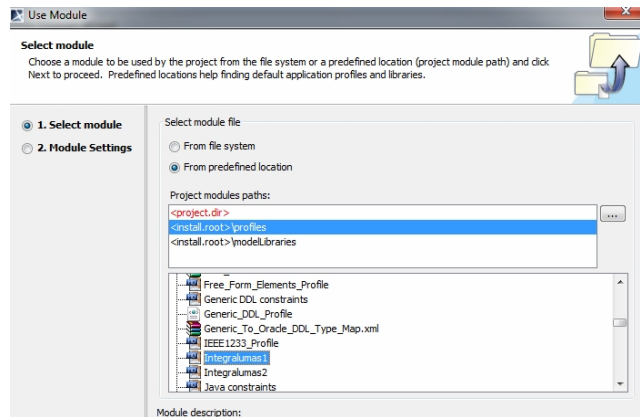 Use Module
Select module
Choose a module to be used by the project from the file system or a predefined location (project module path) and click
Next to proceed. Predefined locations help finding default application profiles and libraries.
1. Select module
2. Module Settings
Select module file
From file system
From predefined location
Project modules paths:
<project.dir>
...
<install.root>\profiles
<install.root>\modelLibraries
Free_Form_Elements_Profile
Generic DDL constraints
Generic_DDL_Profile
Generic_To_Oracle_DDL_Type_Map.xml
IEEE1233_Profile
Integralumas1
Integralumas2
Java constraints
Module description: